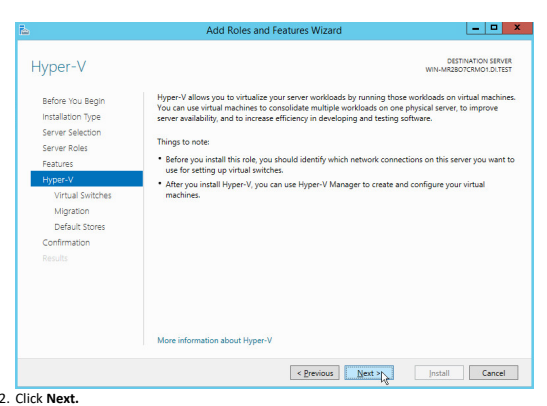 Add Roles and Features Wizard
Hyper-V
DESTINATION SERVER
WIN-MR2BO7CRMO1.DI.TEST
Before You Begin
Installation Type
Server Selection
Server Roles
Features
Hyper-V
Virtual Switches
Migration
Default Stores
Confirmation
Results
Hyper-V allows you to virtualize your server workloads by running those workloads on virtual machines.
You can use virtual machines to consolidate multiple workloads on one physical server, to improve
server availability, and to increase efficiency in developing and testing software.
Things to note:
• Before you install this role, you should identify which network connections on this server you want to
use for setting up virtual switches.
• After you install Hyper-V, you can use Hyper-V Manager to create and configure your virtual
machines.
More information about Hyper-V
< Previous
Next >
Install
Cancel
2. Click Next.